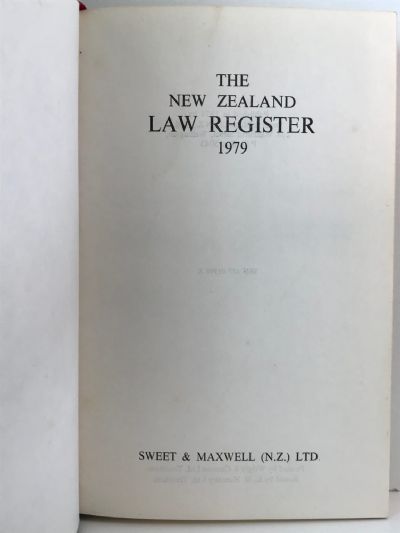 THE
NEW ZEALAND
LAW REGISTER
1979
SWEET & MAXWELL (N.Z.) LTD